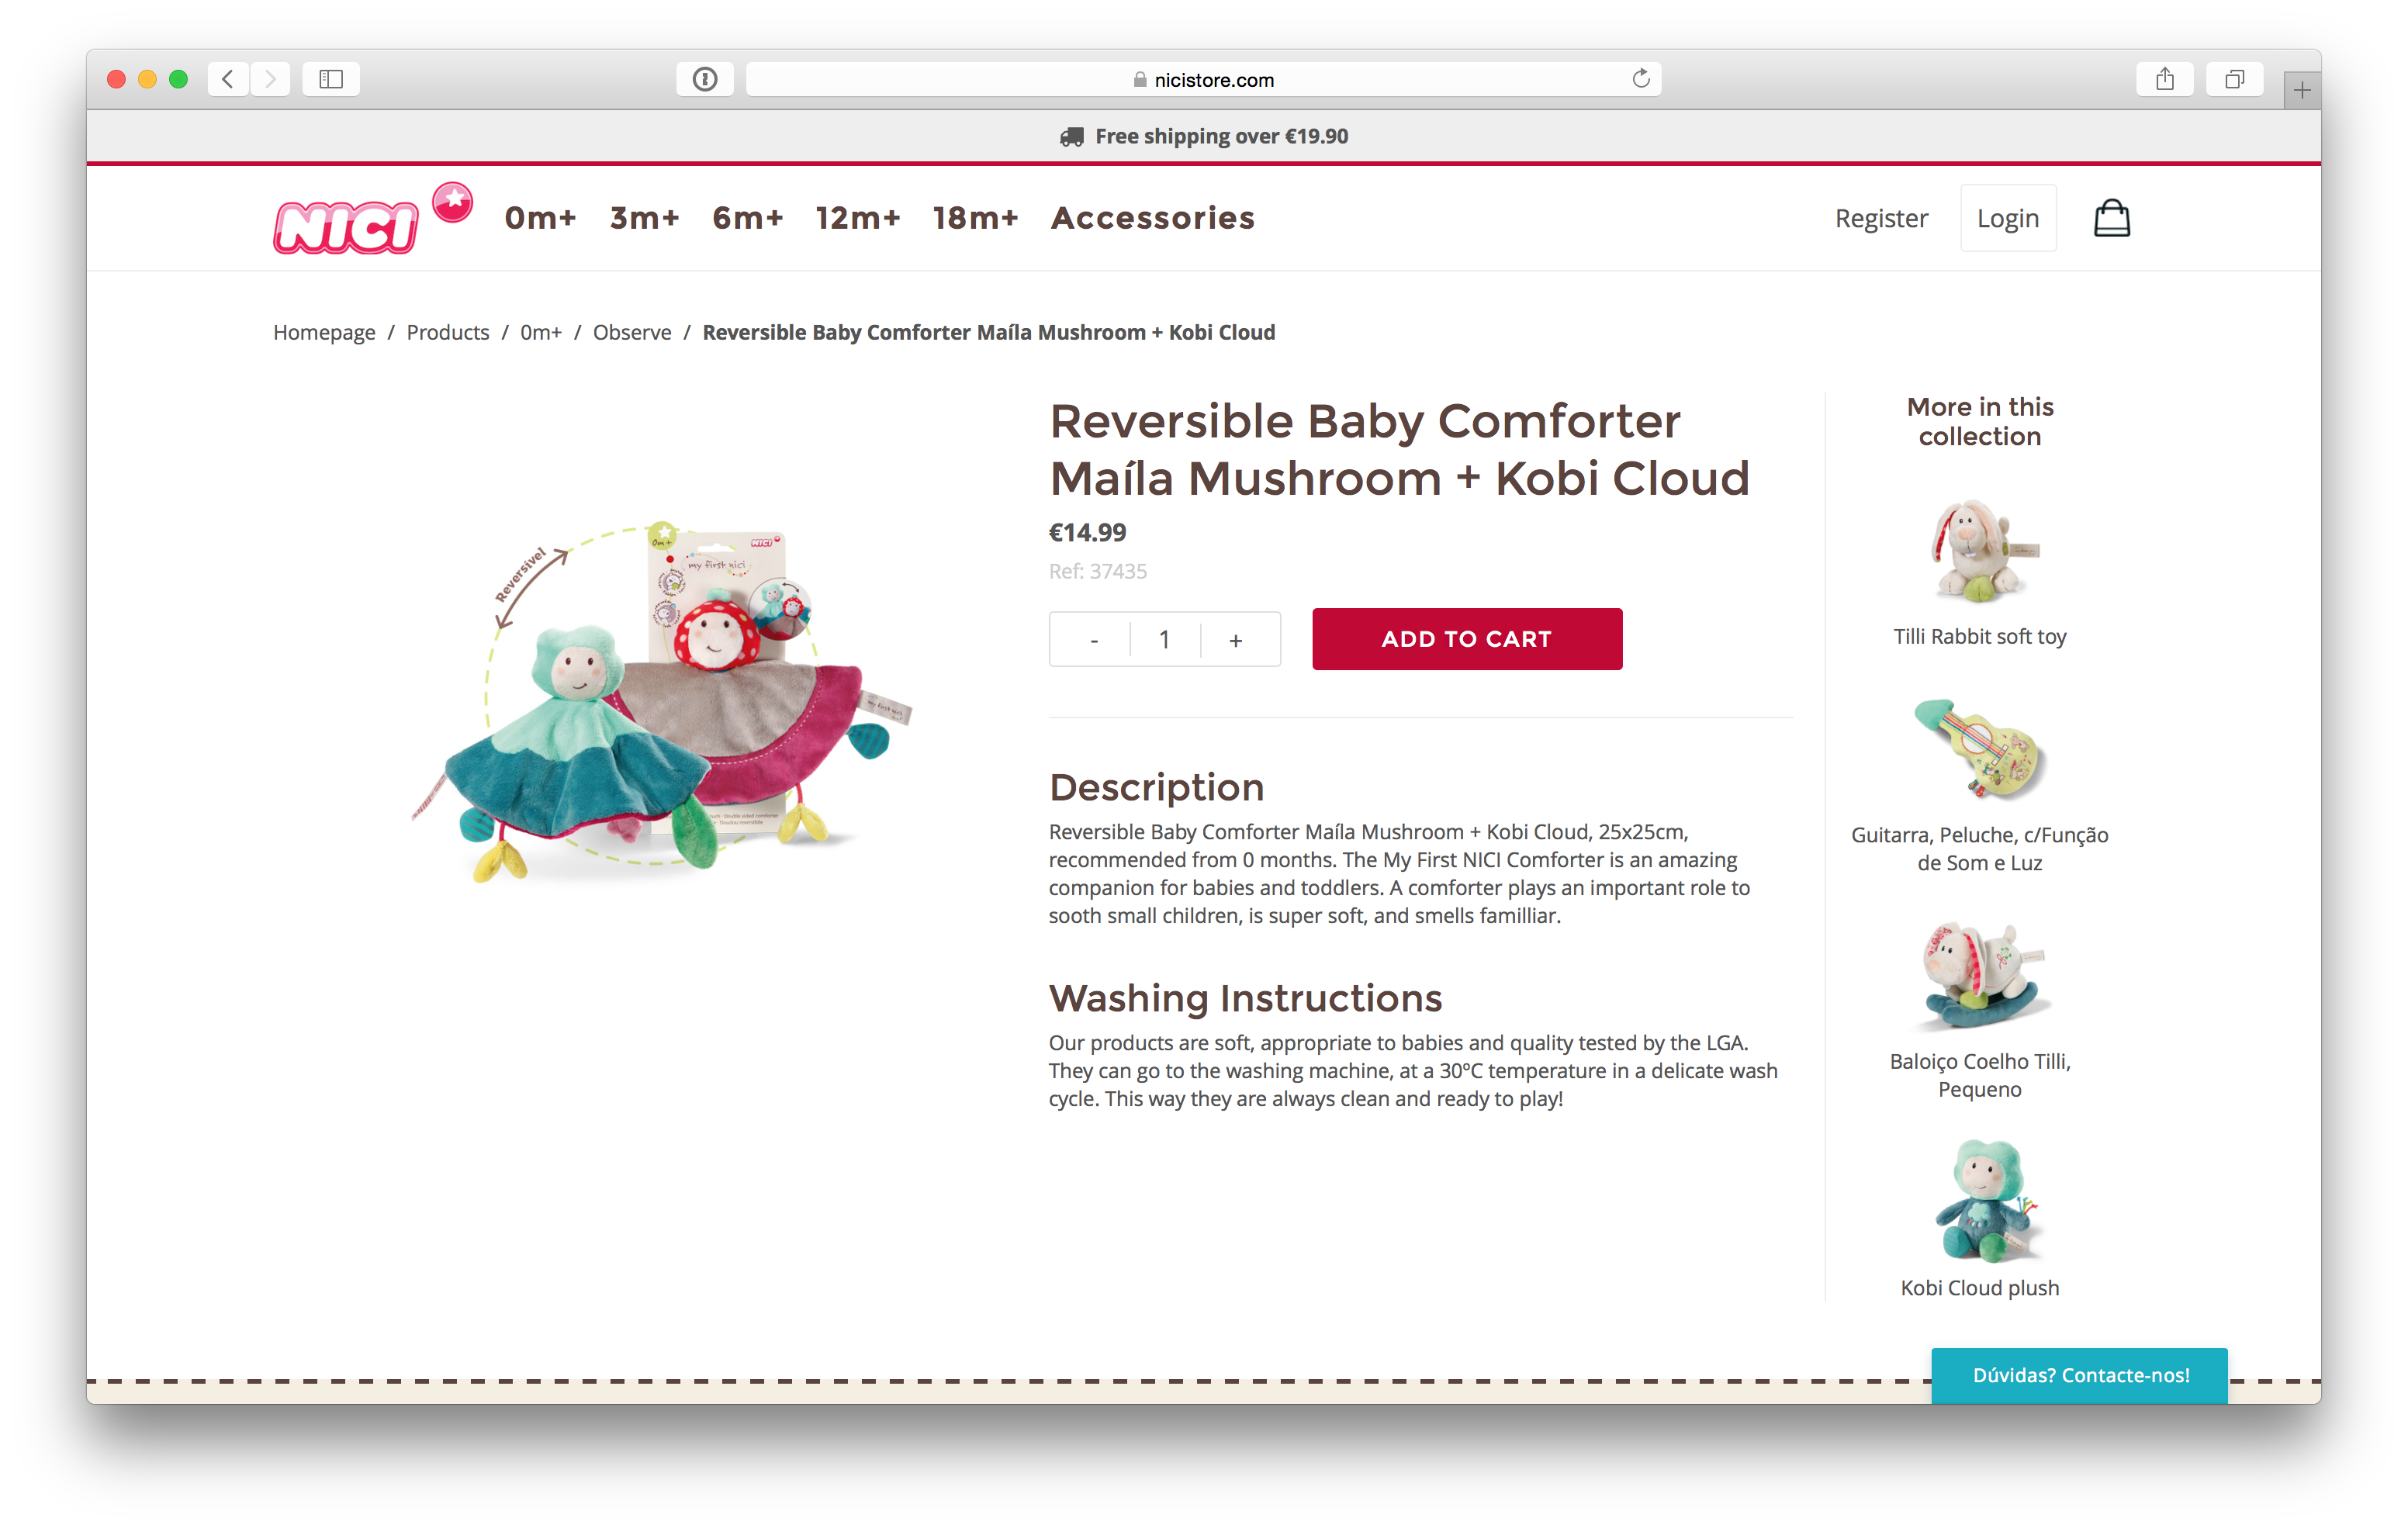 nicistore.com
Free shipping over €19.90
NICI
0m+ 3m+ 6m+ 12m+ 18m+ Accessories
Register Login
Homepage / Products / 0m+ / Observe / Reversible Baby Comforter Maíla Mushroom + Kobi Cloud
Reversível
0m+
NICI
my first nici
my first nici
Reversible Baby Comforter
Maíla Mushroom + Kobi Cloud
€14.99
Ref: 37435
- 1 +
ADD TO CART
Description
Reversible Baby Comforter Maíla Mushroom + Kobi Cloud, 25x25cm,
recommended from 0 months. The My First NICI Comforter is an amazing
companion for babies and toddlers. A comforter plays an important role to
sooth small children, is super soft, and smells familliar.
Washing Instructions
Our products are soft, appropriate to babies and quality tested by the LGA.
They can go to the washing machine, at a 30ºC temperature in a delicate wash
cycle. This way they are always clean and ready to play!
More in this
collection
Tilli Rabbit soft toy
Guitarra, Peluche, c/Função
de Som e Luz
Baloiço Coelho Tilli,
Pequeno
Kobi Cloud plush
Dúvidas? Contacte-nos!